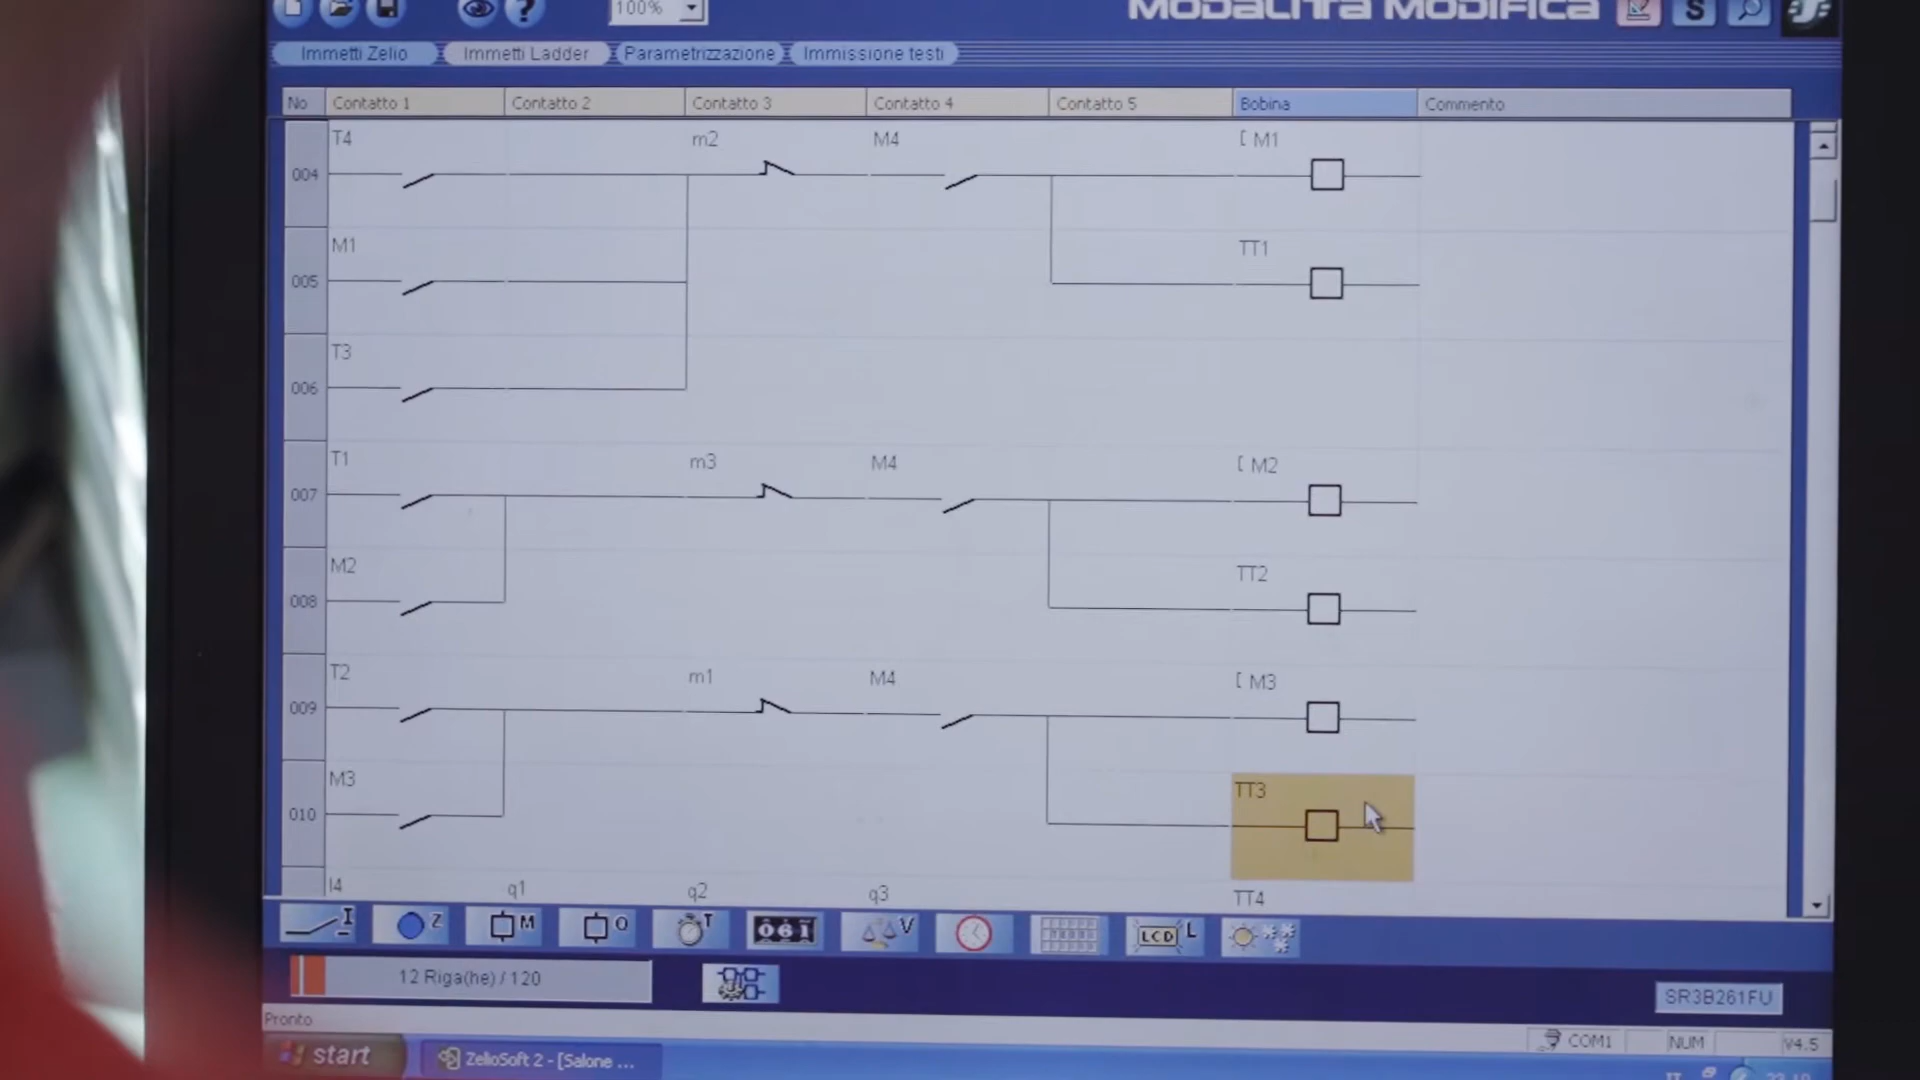 100%
MODALITà MODIFICA
S
?
Immetti Zelio
Immetti Ladder
Parametrizzazione
Immissione testi
No
Contatto 1
Contatto 2
Contatto 3
Contatto 4
Contatto 5
Bobina
Commento
T4
m2
M4
[ M1
004
M1
TT1
005
T3
006
T1
m3
M4
[ M2
007
M2
TT2
008
T2
m1
M4
[ M3
009
M3
TT3
010
I4
q1
q2
q3
TT4
I
Z
M
Q
T
061
V
LCD L
12 Riga(he) / 120
SR3B261FU
Pronto
COM1
NUM
V4.5
start
ZelioSoft 2 - [Salone ...